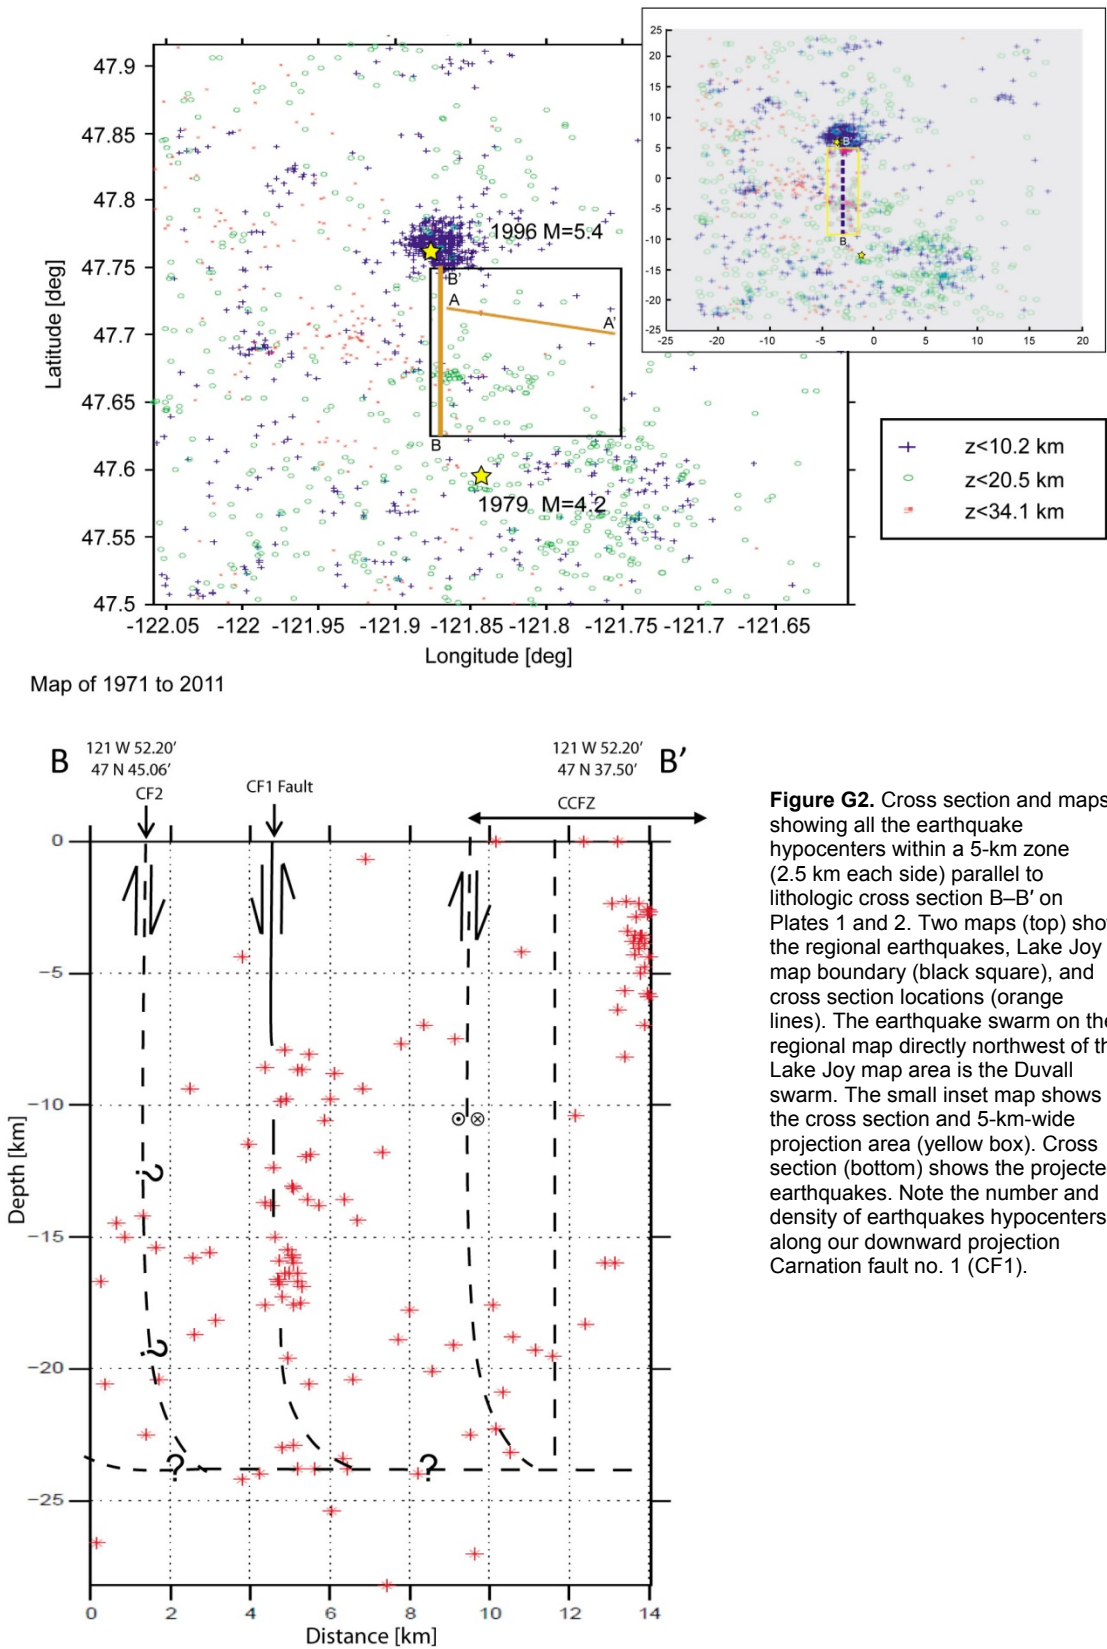 47.9
47.85
47.8
47.75
47.7
47.65
47.6
47.55
47.5
Latitude [deg]
-122.05 -122 -121.95 -121.9 -121.85 -121.8 -121.75 -121.7 -121.65
Longitude [deg]
1996 M=5.4
B'
A
A'
B
1979 M=4.2
25
20
15
10
5
0
-5
-10
-15
-20
-25
-25 -20 -15 -10 -5 0 5 10 15 20
B'
B
z<10.2 km
z<20.5 km
z<34.1 km
Map of 1971 to 2011
B
121 W 52.20′
47 N 45.06′
CF2
CF1 Fault
121 W 52.20′
47 N 37.50′
B′
CCFZ
0
−5
−10
−15
−20
−25
Depth [km]
?
?
?
?
0 2 4 6 8 10 12 14
Distance [km]
Figure G2. Cross section and maps
showing all the earthquake
hypocenters within a 5-km zone
(2.5 km each side) parallel to
lithologic cross section B–B′ on
Plates 1 and 2. Two maps (top) sho
the regional earthquakes, Lake Joy
map boundary (black square), and
cross section locations (orange
lines). The earthquake swarm on the
regional map directly northwest of th
Lake Joy map area is the Duvall
swarm. The small inset map shows
the cross section and 5-km-wide
projection area (yellow box). Cross
section (bottom) shows the projecte
earthquakes. Note the number and
density of earthquakes hypocenters
along our downward projection
Carnation fault no. 1 (CF1).